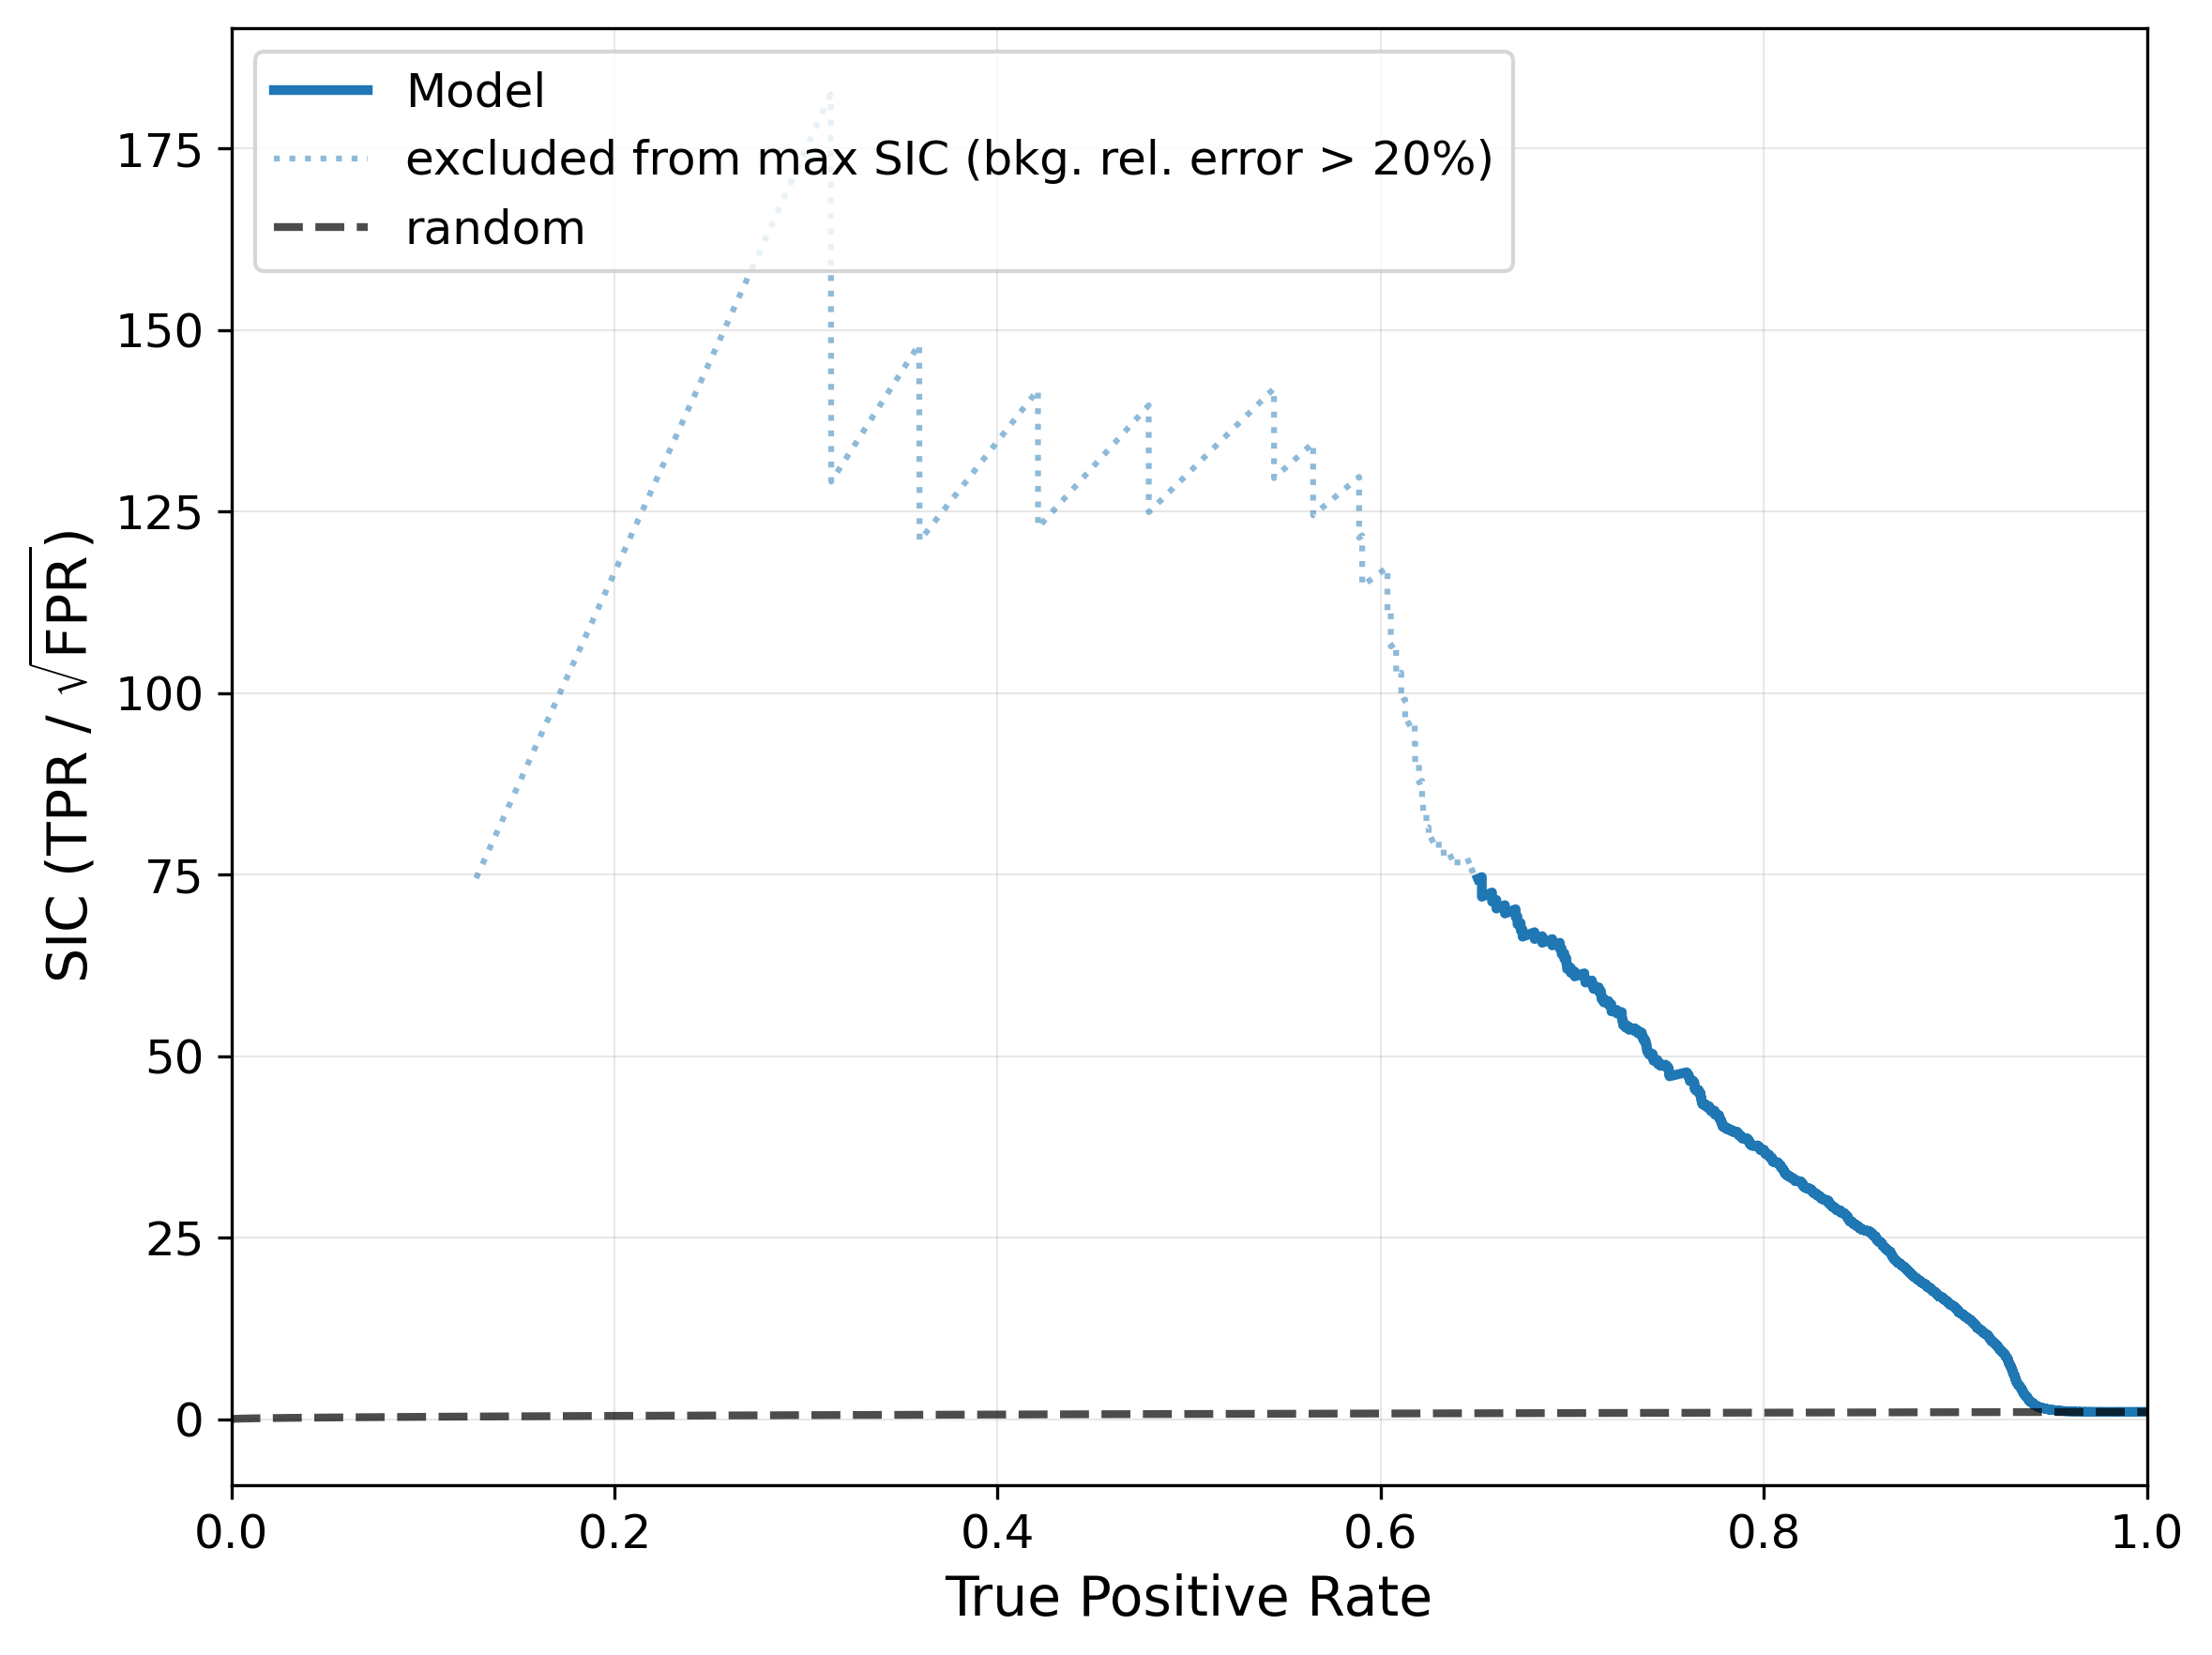 Model
excluded from max SIC (bkg. rel. error > 20%)
random
175
150
125
100
75
50
25
0
SIC (TPR / √FPR)
0.0 0.2 0.4 0.6 0.8 1.0
True Positive Rate